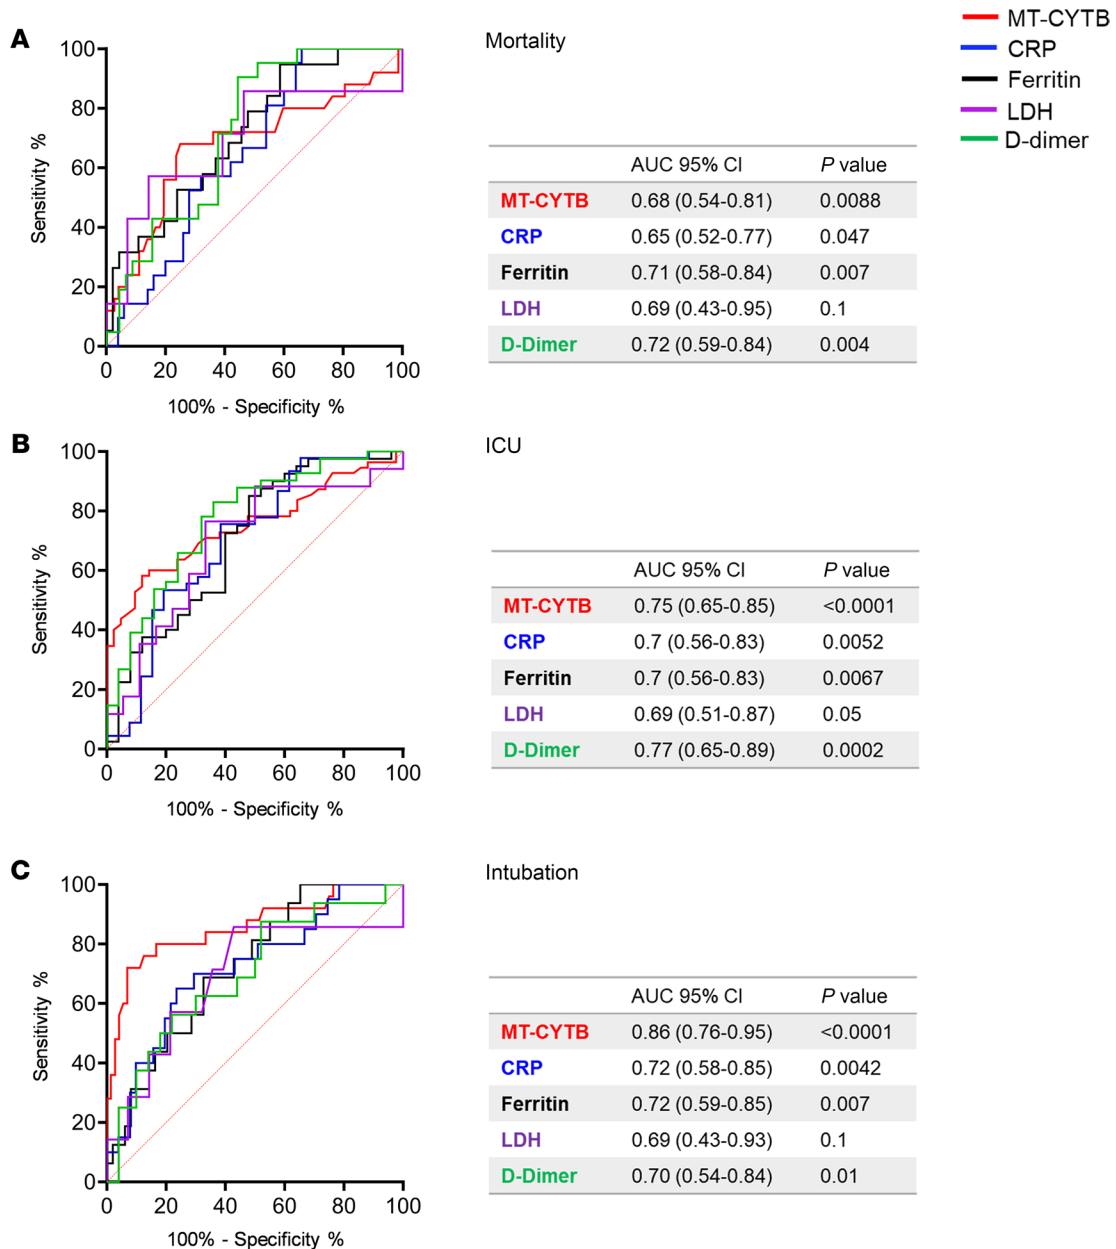 MT-CYTB
CRP
Ferritin
LDH
D-dimer
A
Mortality
100
80
60
40
20
0
Sensitivity %
0 20 40 60 80 100
100% - Specificity %
AUC 95% CI P value
MT-CYTB 0.68 (0.54-0.81) 0.0088
CRP 0.65 (0.52-0.77) 0.047
Ferritin 0.71 (0.58-0.84) 0.007
LDH 0.69 (0.43-0.95) 0.1
D-Dimer 0.72 (0.59-0.84) 0.004
B
ICU
100
80
60
40
20
0
Sensitivity %
0 20 40 60 80 100
100% - Specificity %
AUC 95% CI P value
MT-CYTB 0.75 (0.65-0.85) <0.0001
CRP 0.7 (0.56-0.83) 0.0052
Ferritin 0.7 (0.56-0.83) 0.0067
LDH 0.69 (0.51-0.87) 0.05
D-Dimer 0.77 (0.65-0.89) 0.0002
C
Intubation
100
80
60
40
20
0
Sensitivity %
0 20 40 60 80 100
100% - Specificity %
AUC 95% CI P value
MT-CYTB 0.86 (0.76-0.95) <0.0001
CRP 0.72 (0.58-0.85) 0.0042
Ferritin 0.72 (0.59-0.85) 0.007
LDH 0.69 (0.43-0.93) 0.1
D-Dimer 0.70 (0.54-0.84) 0.01